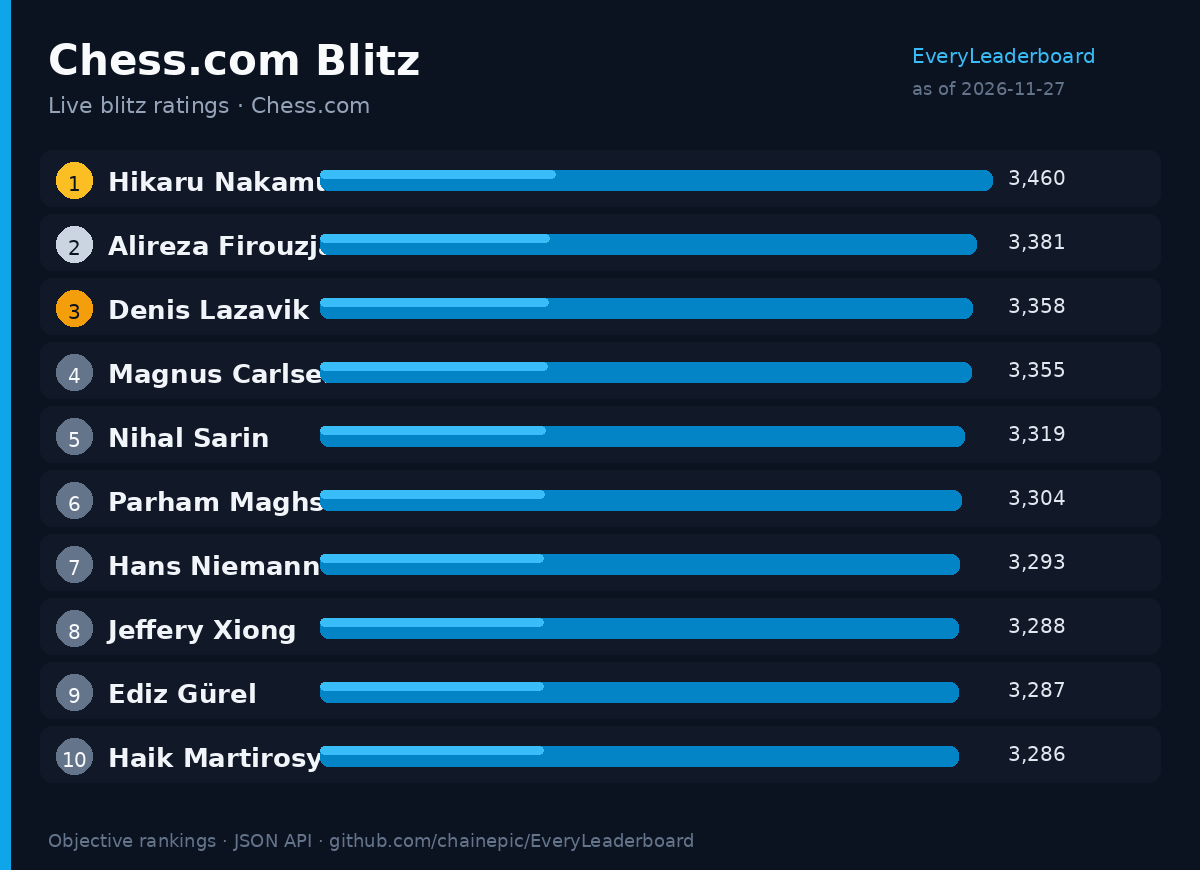 Chess.com Blitz
EveryLeaderboard
Live blitz ratings · Chess.com
as of 2026-11-27
1 Hikaru Nakamu 3,460
2 Alireza Firouzja 3,381
3 Denis Lazavik 3,358
4 Magnus Carlse 3,355
5 Nihal Sarin 3,319
6 Parham Maghs 3,304
7 Hans Niemann 3,293
8 Jeffery Xiong 3,288
9 Ediz Gürel 3,287
10 Haik Martirosy 3,286
Objective rankings · JSON API · github.com/chainepic/EveryLeaderboard